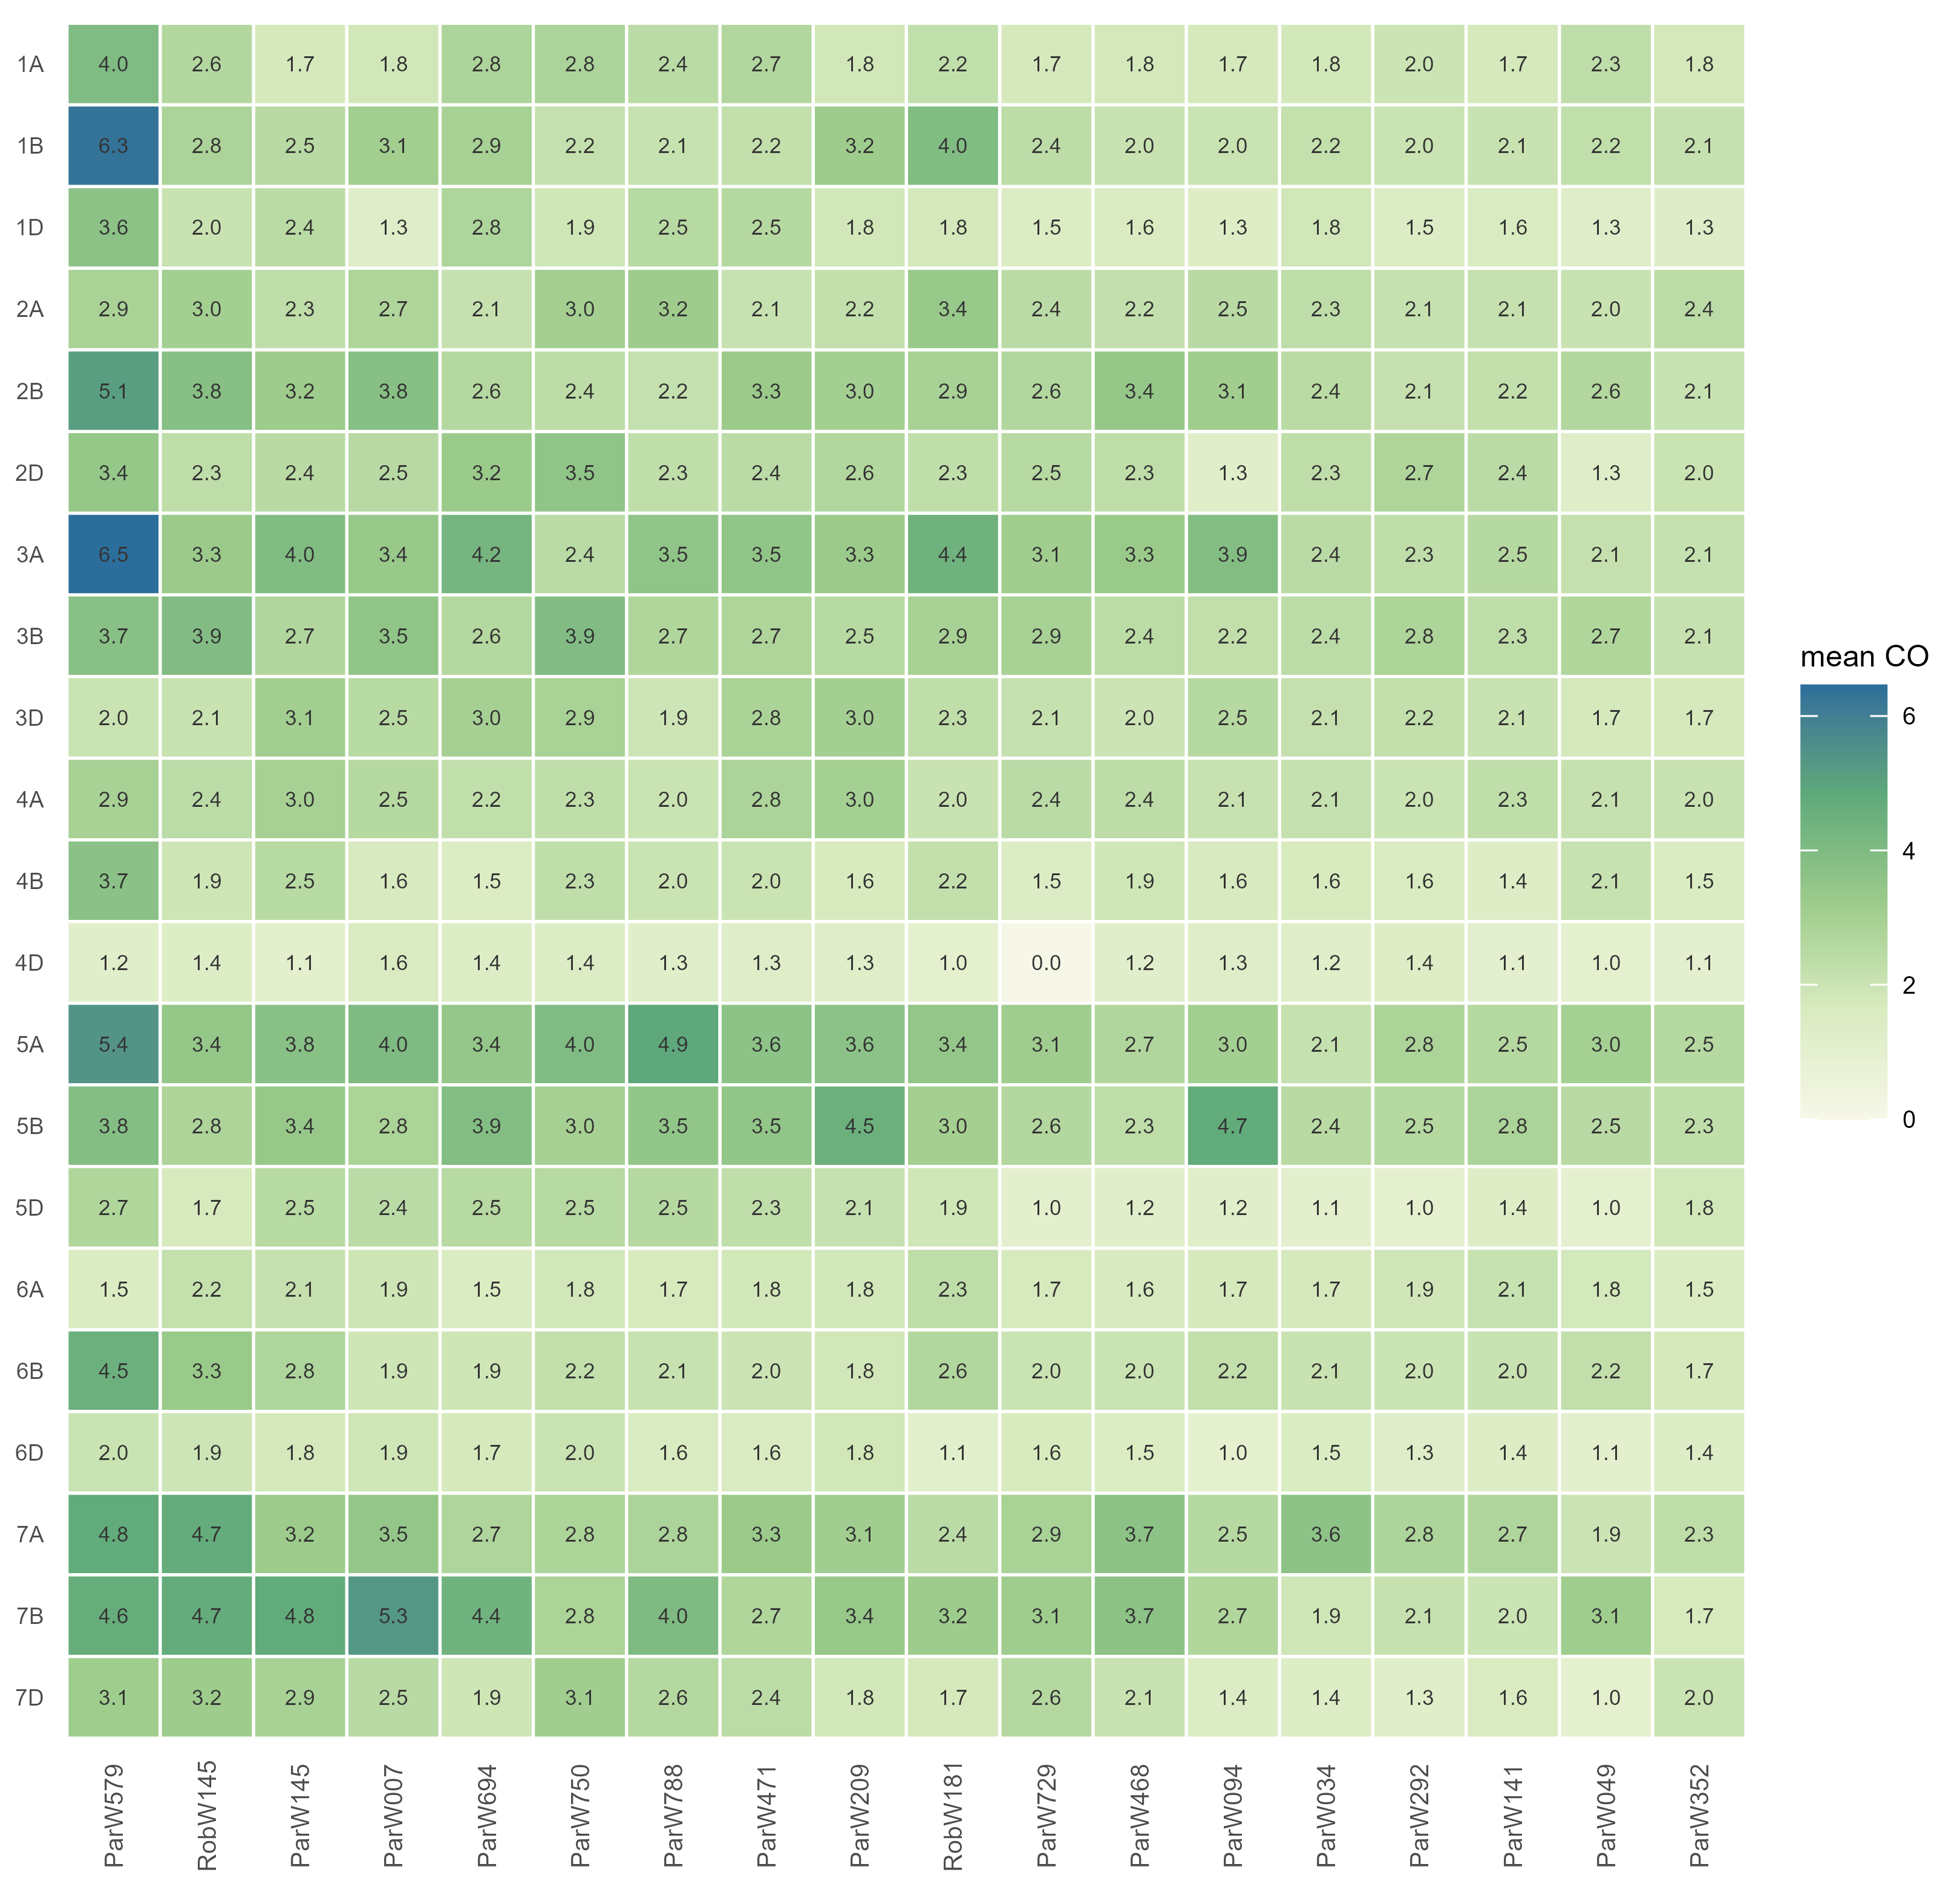 1A 4.0 2.6 1.7 1.8 2.8 2.8 2.4 2.7 1.8 2.2 1.7 1.8 1.7 1.8 2.0 1.7 2.3 1.8
1B 6.3 2.8 2.5 3.1 2.9 2.2 2.1 2.2 3.2 4.0 2.4 2.0 2.0 2.2 2.0 2.1 2.2 2.1
1D 3.6 2.0 2.4 1.3 2.8 1.9 2.5 2.5 1.8 1.8 1.5 1.6 1.3 1.8 1.5 1.6 1.3 1.3
2A 2.9 3.0 2.3 2.7 2.1 3.0 3.2 2.1 2.2 3.4 2.4 2.2 2.5 2.3 2.1 2.1 2.0 2.4
2B 5.1 3.8 3.2 3.8 2.6 2.4 2.2 3.3 3.0 2.9 2.6 3.4 3.1 2.4 2.1 2.2 2.6 2.1
2D 3.4 2.3 2.4 2.5 3.2 3.5 2.3 2.4 2.6 2.3 2.5 2.3 1.3 2.3 2.7 2.4 1.3 2.0
3A 6.5 3.3 4.0 3.4 4.2 2.4 3.5 3.5 3.3 4.4 3.1 3.3 3.9 2.4 2.3 2.5 2.1 2.1
3B 3.7 3.9 2.7 3.5 2.6 3.9 2.7 2.7 2.5 2.9 2.9 2.4 2.2 2.4 2.8 2.3 2.7 2.1
3D 2.0 2.1 3.1 2.5 3.0 2.9 1.9 2.8 3.0 2.3 2.1 2.0 2.5 2.1 2.2 2.1 1.7 1.7
4A 2.9 2.4 3.0 2.5 2.2 2.3 2.0 2.8 3.0 2.0 2.4 2.4 2.1 2.1 2.0 2.3 2.1 2.0
4B 3.7 1.9 2.5 1.6 1.5 2.3 2.0 2.0 1.6 2.2 1.5 1.9 1.6 1.6 1.6 1.4 2.1 1.5
4D 1.2 1.4 1.1 1.6 1.4 1.4 1.3 1.3 1.3 1.0 0.0 1.2 1.3 1.2 1.4 1.1 1.0 1.1
5A 5.4 3.4 3.8 4.0 3.4 4.0 4.9 3.6 3.6 3.4 3.1 2.7 3.0 2.1 2.8 2.5 3.0 2.5
5B 3.8 2.8 3.4 2.8 3.9 3.0 3.5 3.5 4.5 3.0 2.6 2.3 4.7 2.4 2.5 2.8 2.5 2.3
5D 2.7 1.7 2.5 2.4 2.5 2.5 2.5 2.3 2.1 1.9 1.0 1.2 1.2 1.1 1.0 1.4 1.0 1.8
6A 1.5 2.2 2.1 1.9 1.5 1.8 1.7 1.8 1.8 2.3 1.7 1.6 1.7 1.7 1.9 2.1 1.8 1.5
6B 4.5 3.3 2.8 1.9 1.9 2.2 2.1 2.0 1.8 2.6 2.0 2.0 2.2 2.1 2.0 2.0 2.2 1.7
6D 2.0 1.9 1.8 1.9 1.7 2.0 1.6 1.6 1.8 1.1 1.6 1.5 1.0 1.5 1.3 1.4 1.1 1.4
7A 4.8 4.7 3.2 3.5 2.7 2.8 2.8 3.3 3.1 2.4 2.9 3.7 2.5 3.6 2.8 2.7 1.9 2.3
7B 4.6 4.7 4.8 5.3 4.4 2.8 4.0 2.7 3.4 3.2 3.1 3.7 2.7 1.9 2.1 2.0 3.1 1.7
7D 3.1 3.2 2.9 2.5 1.9 3.1 2.6 2.4 1.8 1.7 2.6 2.1 1.4 1.4 1.3 1.6 1.0 2.0
ParW579 RobW145 ParW145 ParW007 ParW694 ParW750 ParW788 ParW471 ParW209 RobW181 ParW729 ParW468 ParW094 ParW034 ParW292 ParW141 ParW049 ParW352
mean CO
6
4
2
0